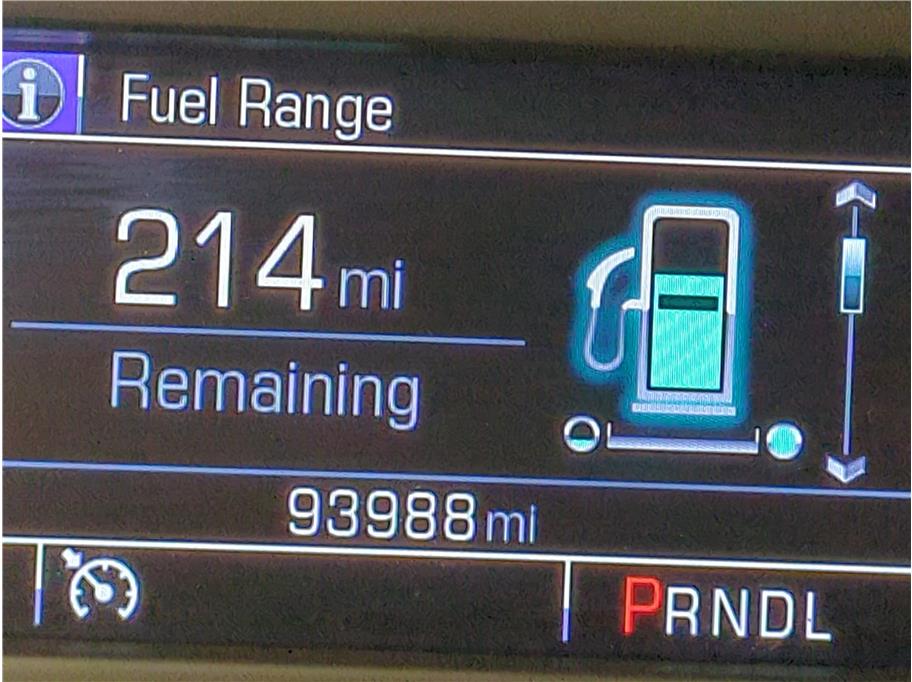 i Fuel Range
214 mi
Remaining
93988 mi
PRNDL